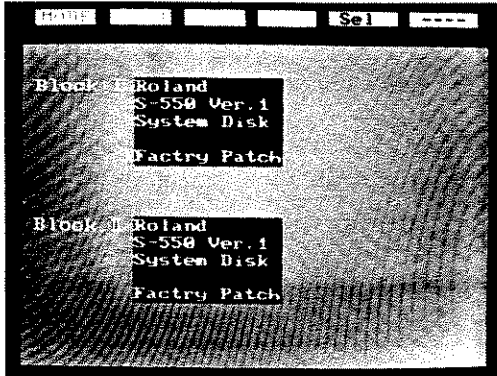 MODE Sel ----
Block I Roland
S-550 Ver.1
System Disk
Factry Patch
Block II Roland
S-550 Ver.1
System Disk
Factry Patch